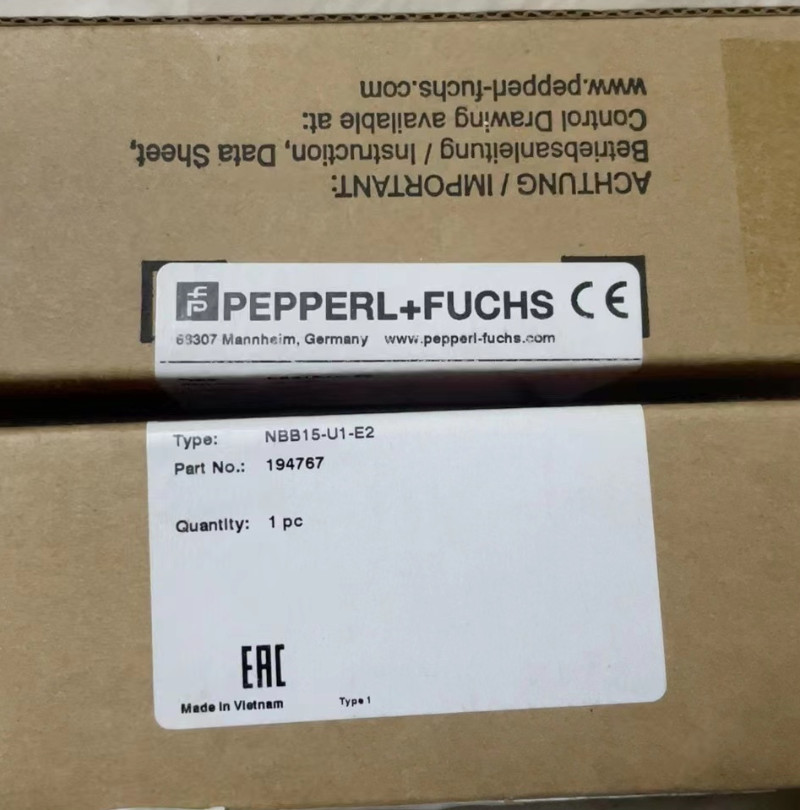 ACHTUNG / IMPORTANT:
Betriebsanleitung / Instruction, Data Sheet,
Control Drawing available at:
www.pepperl-fuchs.com
PEPPERL+FUCHS CE
68307 Mannheim, Germany www.pepperl-fuchs.com
Type: NBB15-U1-E2
Part No.: 194767
Quantity: 1 pc
EAC
Made in Vietnam Type 1